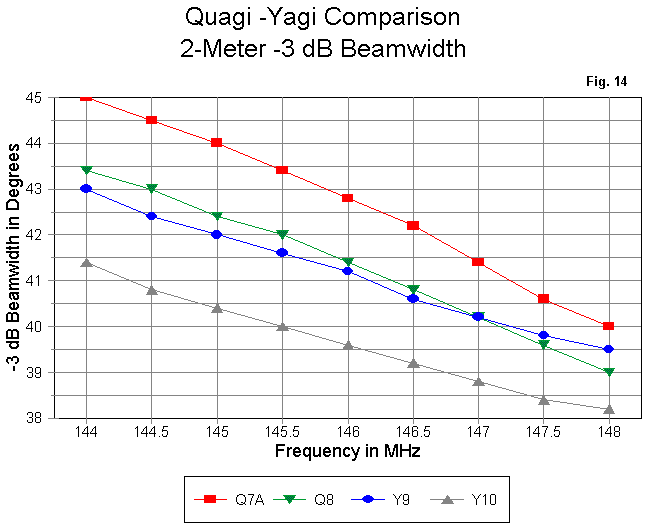 Quagi -Yagi Comparison
2-Meter -3 dB Beamwidth
Fig. 14
-3 dB Beamwidth in Degrees
45
44
43
42
41
40
39
38
144 144.5 145 145.5 146 146.5 147 147.5 148
Frequency in MHz
Q7A Q8 Y9 Y10